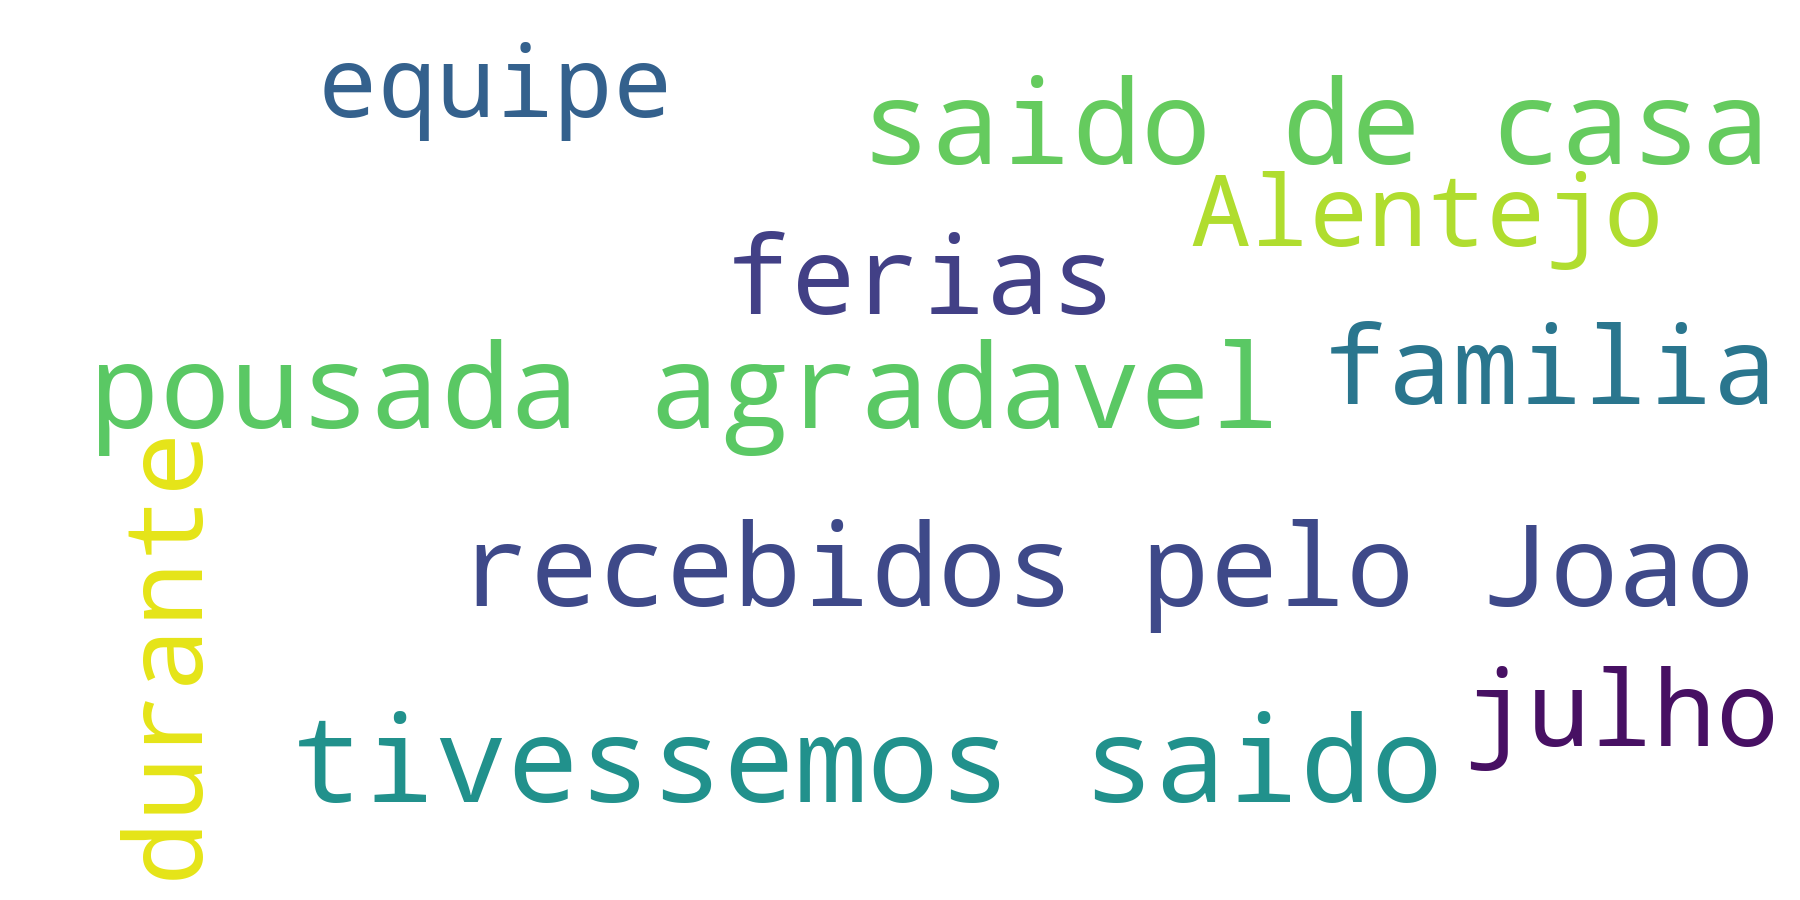 equipe
saido de casa
Alentejo
ferias
familia
pousada agradavel
durante
recebidos pelo Joao
julho
tivessemos saido